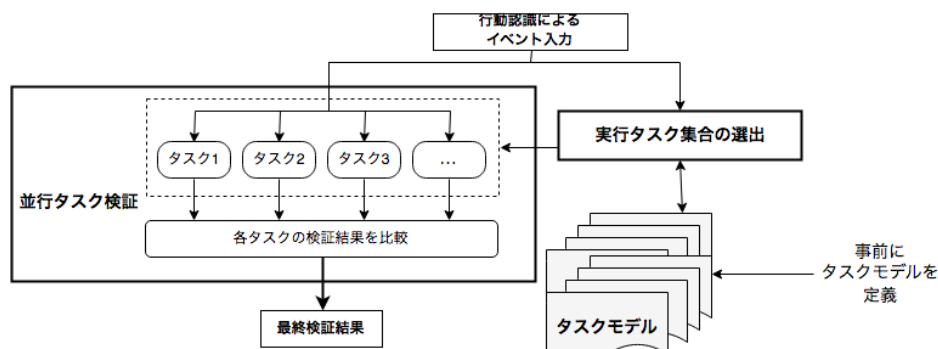 行動認識による
イベント入力
実行タスク集合の選出
タスク1
タスク2
タスク3
…
並行タスク検証
各タスクの検証結果を比較
事前に
タスクモデルを
定義
最終検証結果
タスクモデル